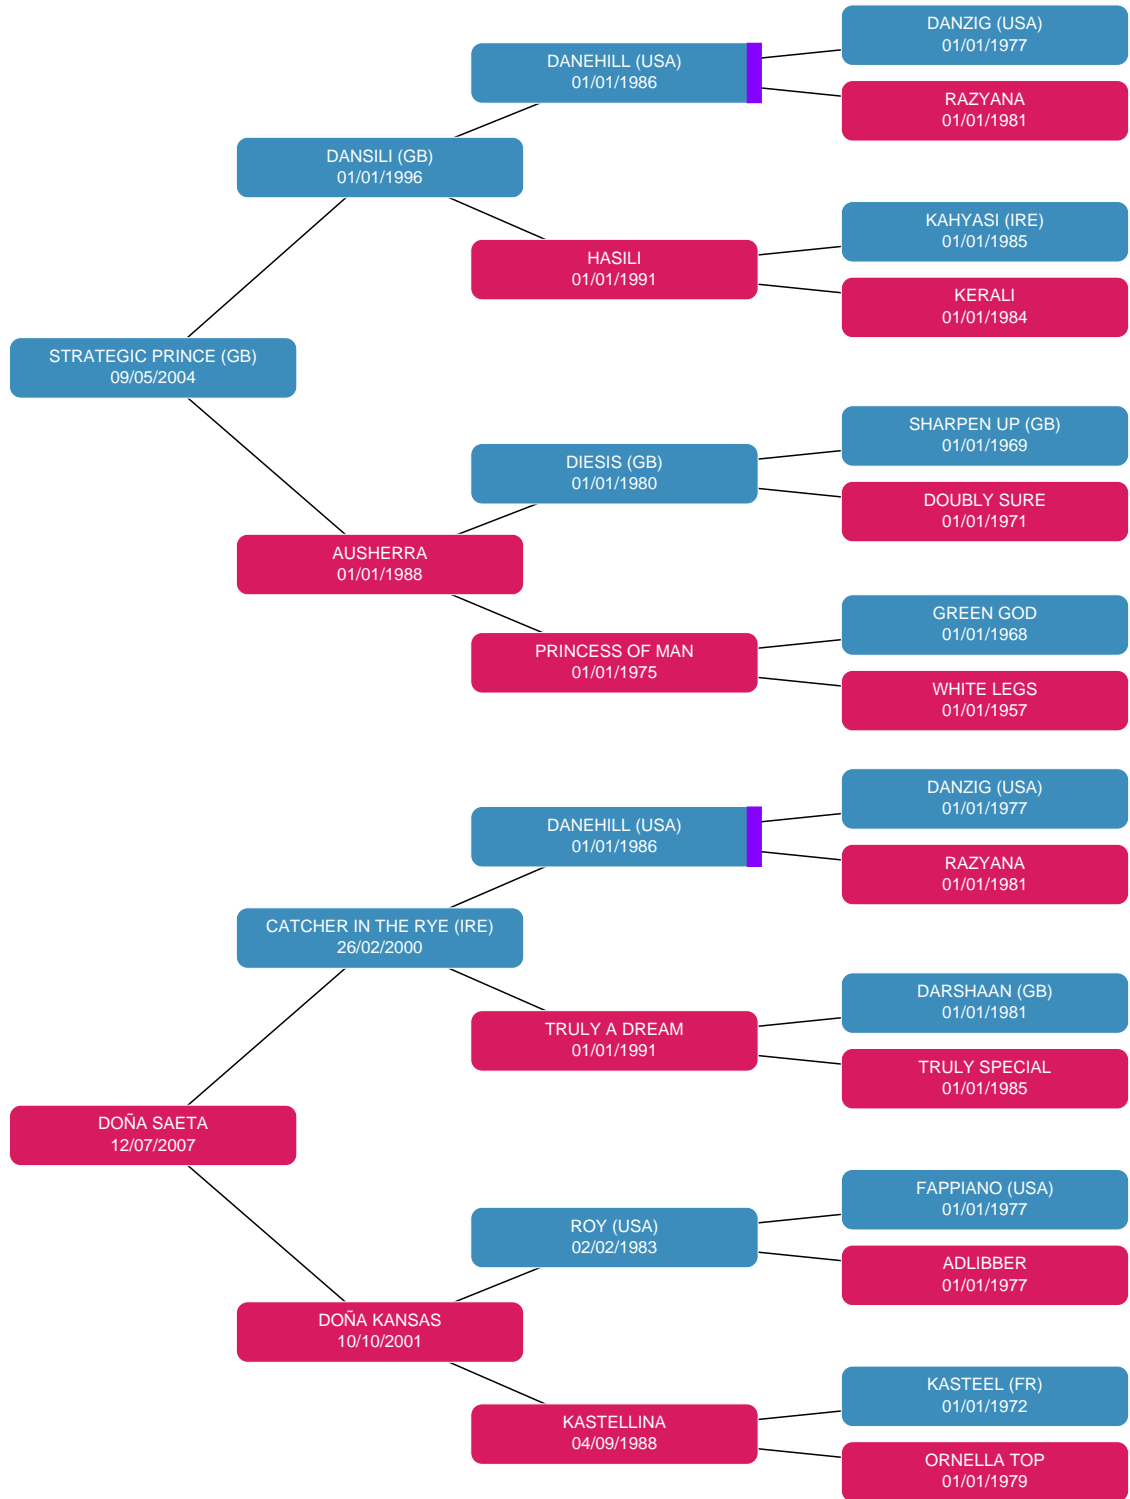 DANZIG (USA)
01/01/1977
DANEHILL (USA)
01/01/1986
RAZYANA
01/01/1981
DANSILI (GB)
01/01/1996
KAHYASI (IRE)
01/01/1985
HASILI
01/01/1991
KERALI
01/01/1984
STRATEGIC PRINCE (GB)
09/05/2004
SHARPEN UP (GB)
01/01/1969
DIESIS (GB)
01/01/1980
DOUBLY SURE
01/01/1971
AUSHERRA
01/01/1988
GREEN GOD
01/01/1968
PRINCESS OF MAN
01/01/1975
WHITE LEGS
01/01/1957
DANZIG (USA)
01/01/1977
DANEHILL (USA)
01/01/1986
RAZYANA
01/01/1981
CATCHER IN THE RYE (IRE)
26/02/2000
DARSHAAN (GB)
01/01/1981
TRULY A DREAM
01/01/1991
TRULY SPECIAL
01/01/1985
DOÑA SAETA
12/07/2007
FAPPIANO (USA)
01/01/1977
ROY (USA)
02/02/1983
ADLIBBER
01/01/1977
DOÑA KANSAS
10/10/2001
KASTEEL (FR)
01/01/1972
KASTELLINA
04/09/1988
ORNELLA TOP
01/01/1979